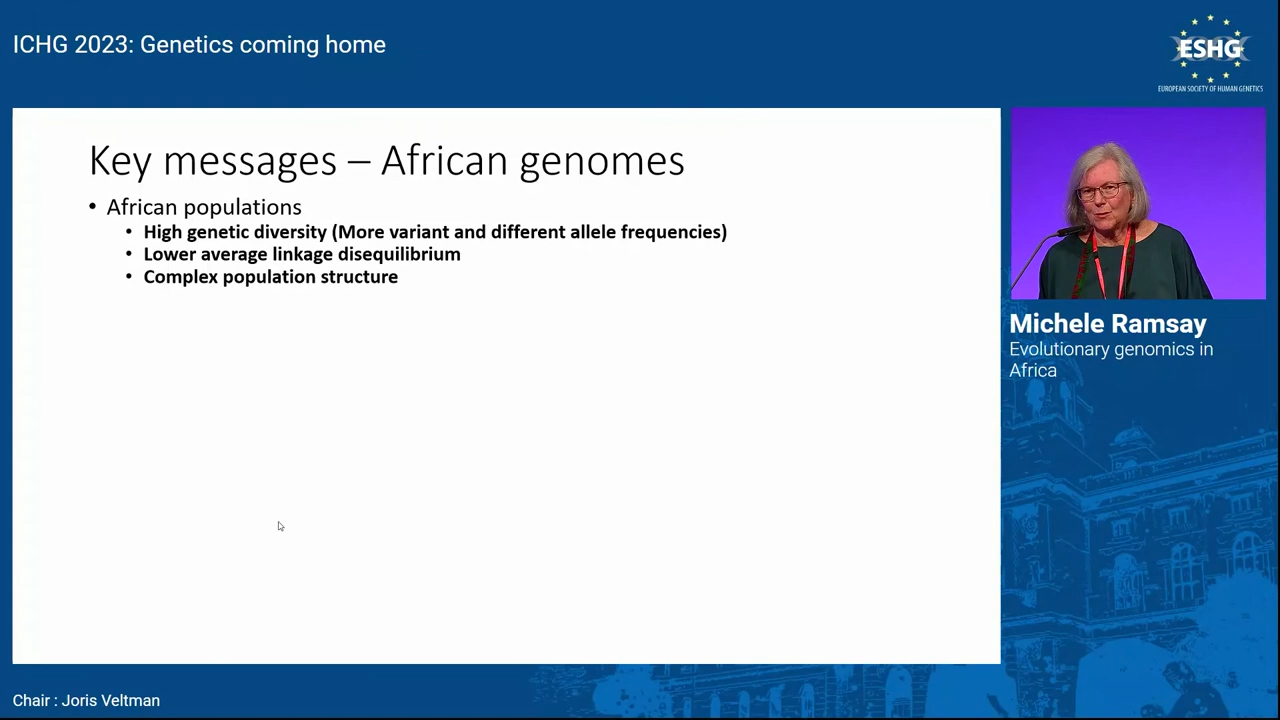 ICHG 2023: Genetics coming home
ESHG
EUROPEAN SOCIETY OF HUMAN GENETICS
Key messages – African genomes
• African populations
• High genetic diversity (More variant and different allele frequencies)
• Lower average linkage disequilibrium
• Complex population structure
Michele Ramsay
Evolutionary genomics in
Africa
Chair : Joris Veltman